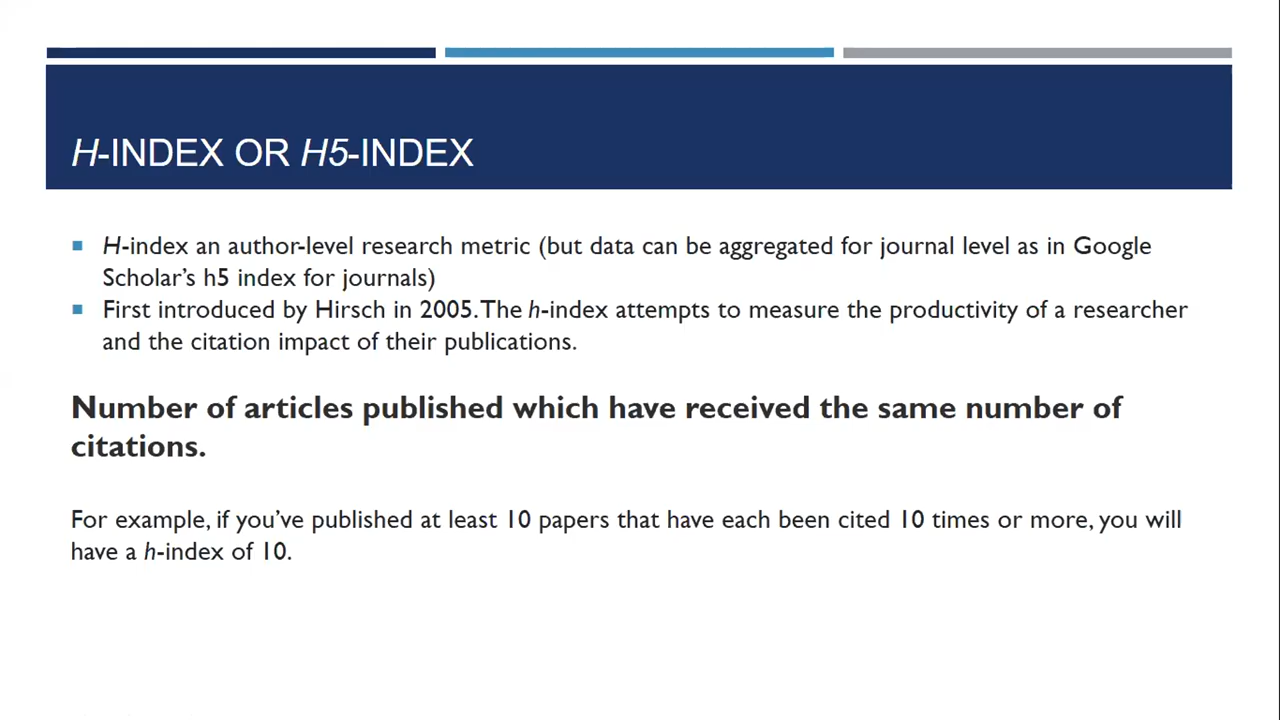 H-INDEX OR H5-INDEX
H-index an author-level research metric (but data can be aggregated for journal level as in Google
Scholar’s h5 index for journals)
First introduced by Hirsch in 2005. The h-index attempts to measure the productivity of a researcher
and the citation impact of their publications.
Number of articles published which have received the same number of
citations.
For example, if you’ve published at least 10 papers that have each been cited 10 times or more, you will
have a h-index of 10.